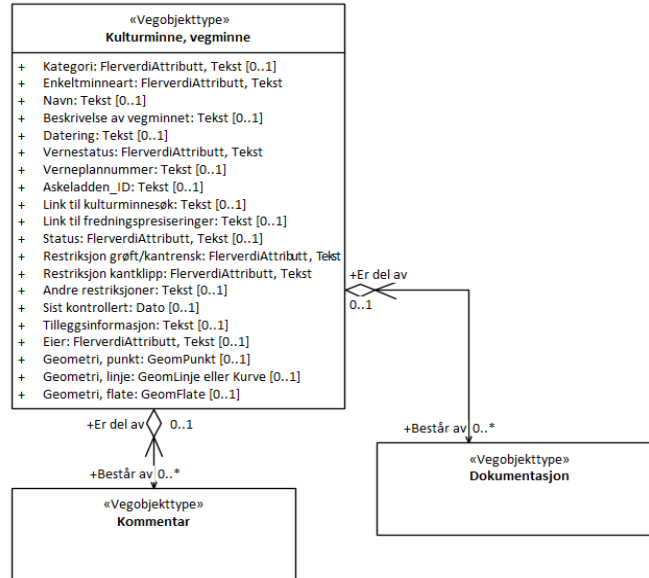 «Vegobjekttype»
Kulturminne, vegminne
+ Kategori: FlerverdiAttributt, Tekst [0..1]
+ Enkeltminneart: FlerverdiAttributt, Tekst
+ Navn: Tekst [0..1]
+ Beskrivelse av vegminnet: Tekst [0..1]
+ Datering: Tekst [0..1]
+ Vernestatus: FlerverdiAttributt, Tekst
+ Verneplannummer: Tekst [0..1]
+ Askeladden_ID: Tekst [0..1]
+ Link til kulturminnesøk: Tekst [0..1]
+ Link til fredningspresiseringer: Tekst [0..1]
+ Status: FlerverdiAttributt, Tekst [0..1]
+ Restriksjon grøft/kantrensk: FlerverdiAttributt, Tekst
+ Restriksjon kantklipp: FlerverdiAttributt, Tekst
+ Andre restriksjoner: Tekst [0..1]
+ Sist kontrollert: Dato [0..1]
+ Tilleggsinformasjon: Tekst [0..1]
+ Eier: FlerverdiAttributt, Tekst [0..1]
+ Geometri, punkt: GeomPunkt [0..1]
+ Geometri, linje: GeomLinje eller Kurve [0..1]
+ Geometri, flate: GeomFlate [0..1]
+Er del av
0..1
+Er del av 0..1
+Består av 0..*
+Består av 0..*
«Vegobjekttype»
Dokumentasjon
«Vegobjekttype»
Kommentar